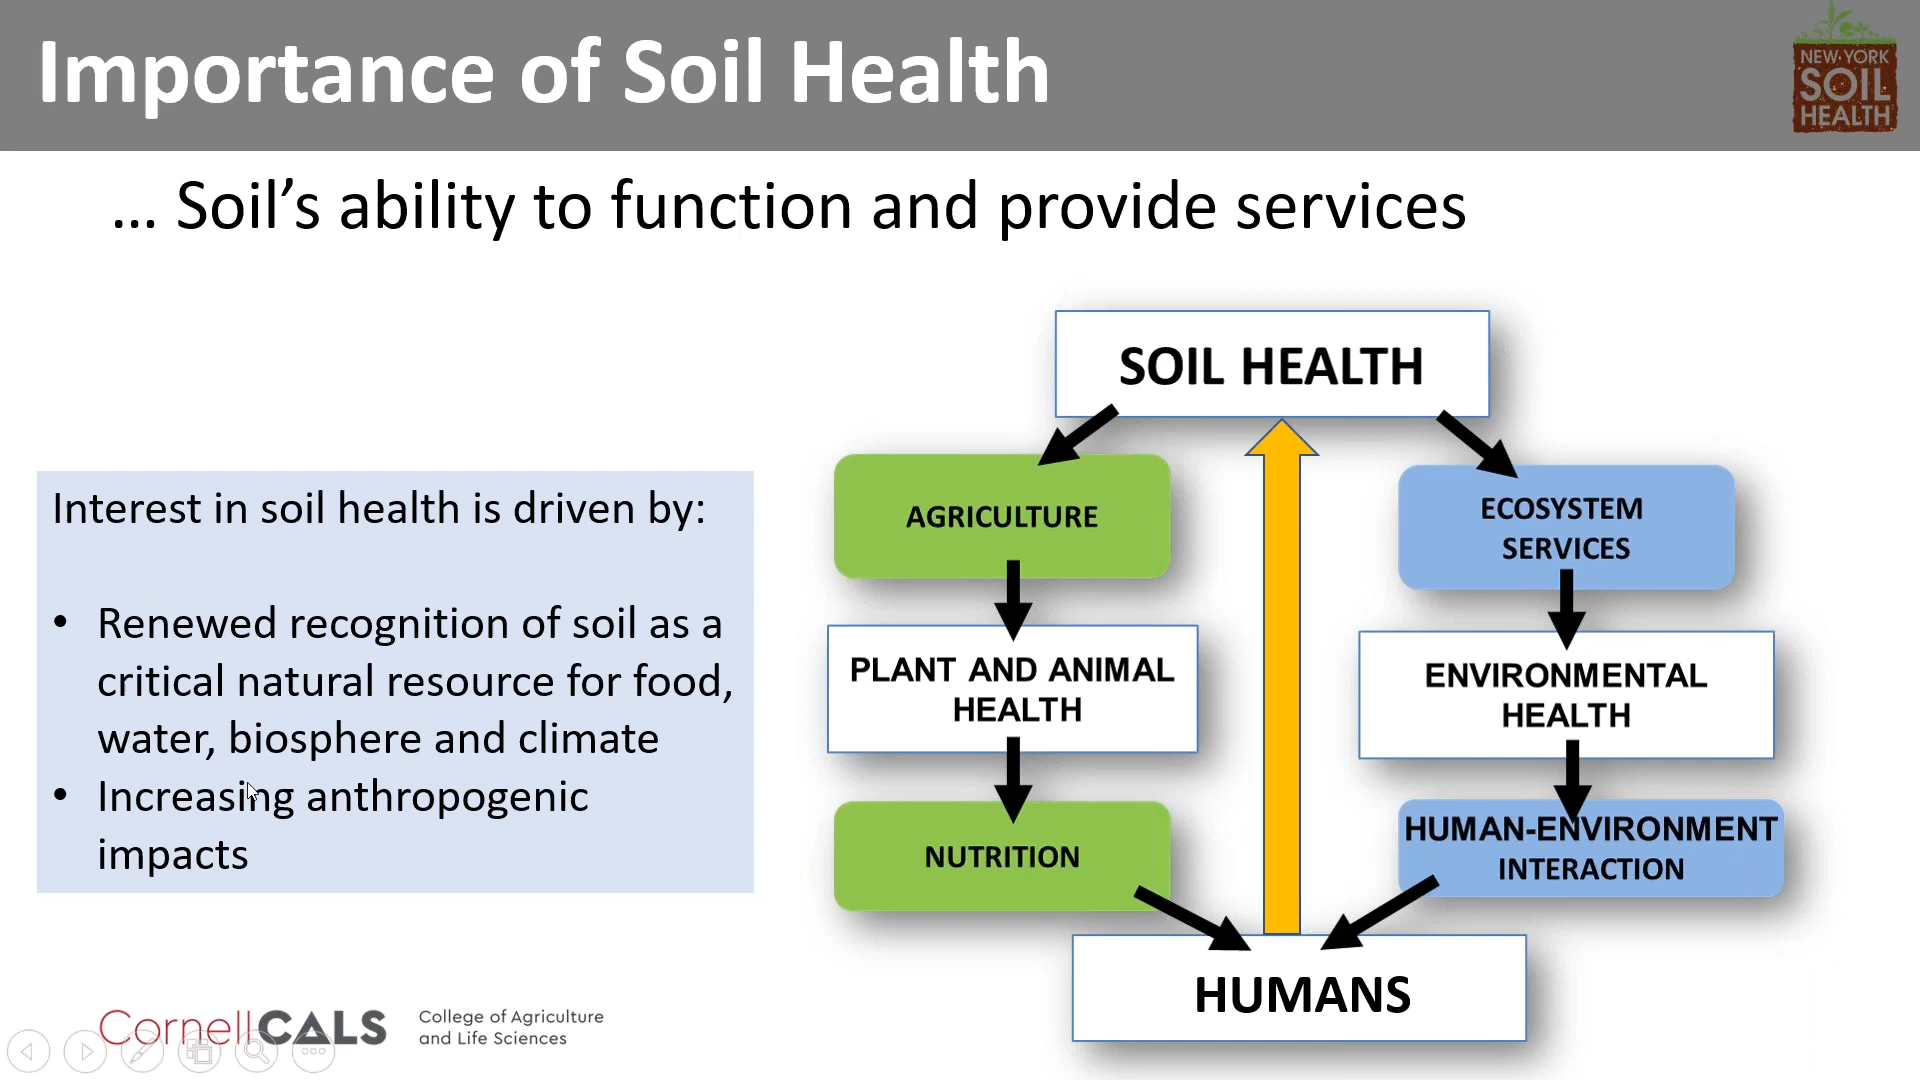 Importance of Soil Health
NEW·YORK
SOIL
HEALTH
... Soil’s ability to function and provide services
Interest in soil health is driven by:
• Renewed recognition of soil as a
critical natural resource for food,
water, biosphere and climate
• Increasing anthropogenic
impacts
SOIL HEALTH
AGRICULTURE
PLANT AND ANIMAL
HEALTH
NUTRITION
ECOSYSTEM
SERVICES
ENVIRONMENTAL
HEALTH
HUMAN-ENVIRONMENT
INTERACTION
HUMANS
CornellCALS
College of Agriculture
and Life Sciences